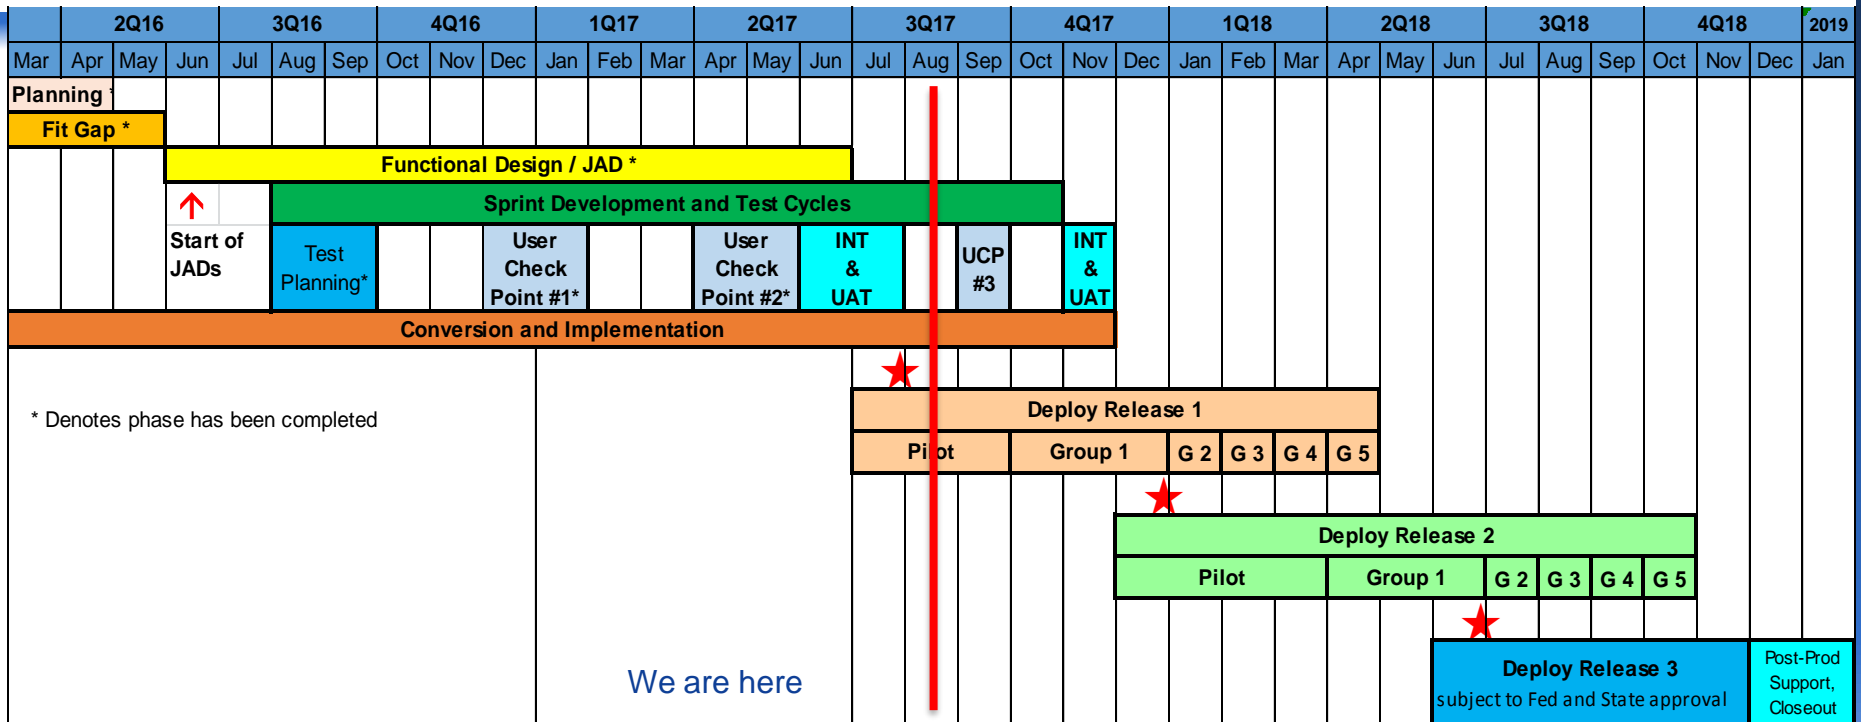 2Q16 3Q16 4Q16 1Q17 2Q17 3Q17 4Q17 1Q18 2Q18 3Q18 4Q18 2019
Mar Apr May Jun Jul Aug Sep Oct Nov Dec Jan Feb Mar Apr May Jun Jul Aug Sep Oct Nov Dec Jan Feb Mar Apr May Jun Jul Aug Sep Oct Nov Dec Jan
Planning *
Fit Gap *
Functional Design / JAD *
Sprint Development and Test Cycles
Start of
JADs
Test
Planning*
User
Check
Point #1*
User
Check
Point #2*
INT
&
UAT
UCP
#3
INT
&
UAT
Conversion and Implementation
* Denotes phase has been completed
Deploy Release 1
Pilot Group 1 G 2 G 3 G 4 G 5
Deploy Release 2
Pilot Group 1 G 2 G 3 G 4 G 5
We are here
Deploy Release 3
subject to Fed and State approval
Post-Prod
Support,
Closeout